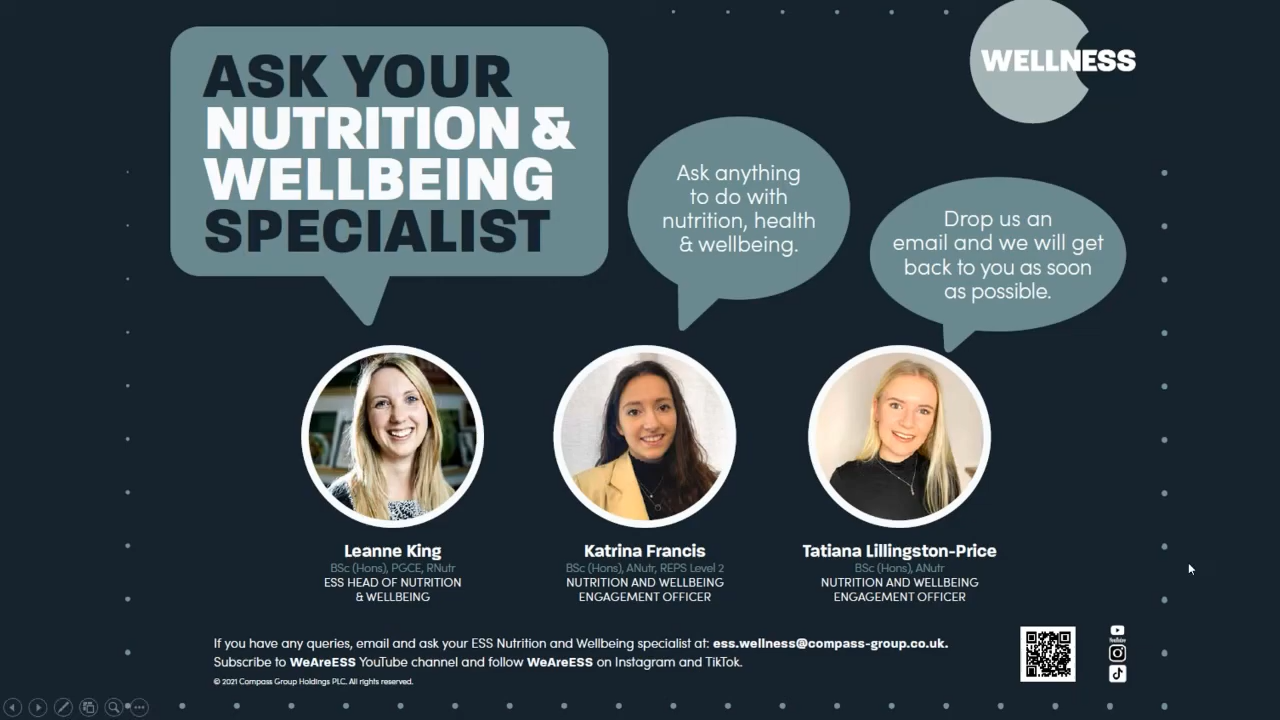 ASK YOUR
NUTRITION &
WELLBEING
SPECIALIST
WELLNESS
Ask anything
to do with
nutrition, health
& wellbeing.
Drop us an
email and we will get
back to you as soon
as possible.
Leanne King
BSc (Hons), PGCE, RNutr
ESS HEAD OF NUTRITION
& WELLBEING
Katrina Francis
BSc (Hons), ANutr, REPS Level 2
NUTRITION AND WELLBEING
ENGAGEMENT OFFICER
Tatiana Lillingston-Price
BSc (Hons), ANutr
NUTRITION AND WELLBEING
ENGAGEMENT OFFICER
If you have any queries, email and ask your ESS Nutrition and Wellbeing specialist at: ess.wellness@compass-group.co.uk.
Subscribe to WeAreESS YouTube channel and follow WeAreESS on Instagram and TikTok.
© 2021 Compass Group Holdings PLC. All rights reserved.
YouTube